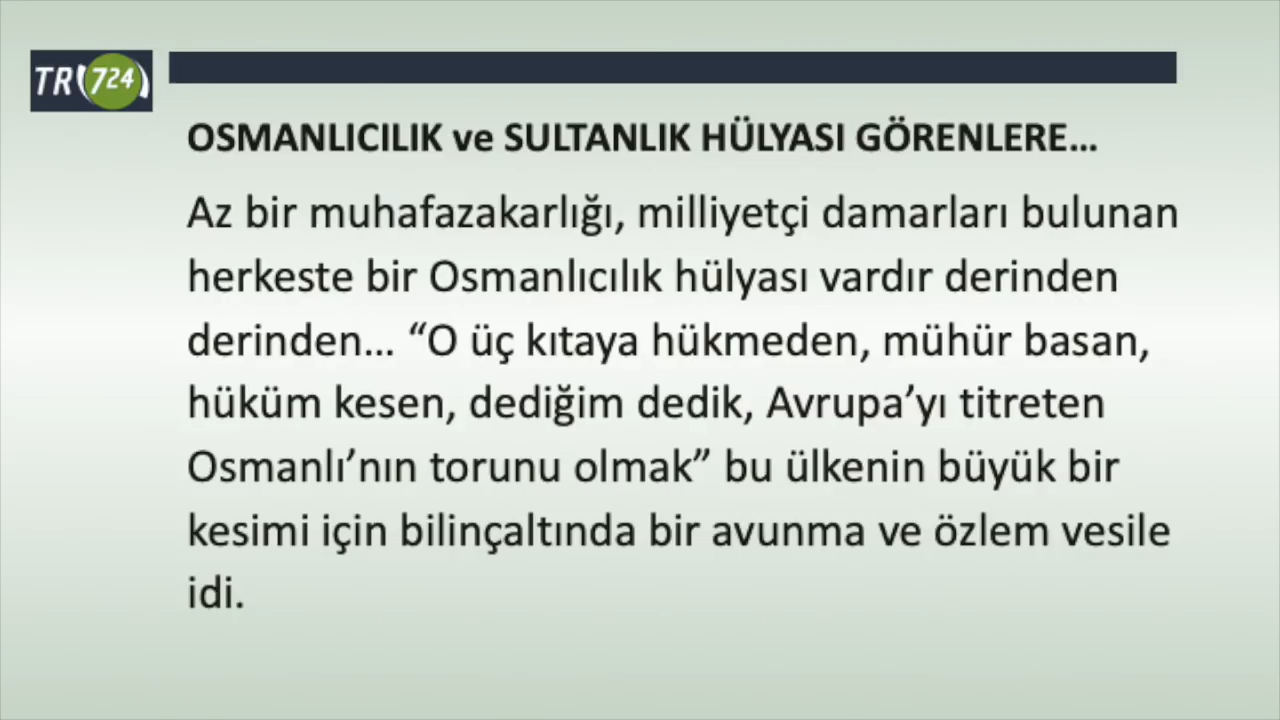 TR724
OSMANLICILIK ve SULTANLIK HÜLYASI GÖRENLERE…
Az bir muhafazakarlığı, milliyetçi damarları bulunan
herkeste bir Osmanlıcılık hülyası vardır derinden
derinden… “O üç kıtaya hükmeden, mühür basan,
hüküm kesen, dediğim dedik, Avrupa’yı titreten
Osmanlı’nın torunu olmak” bu ülkenin büyük bir
kesimi için bilinçaltında bir avunma ve özlem vesile
idi.